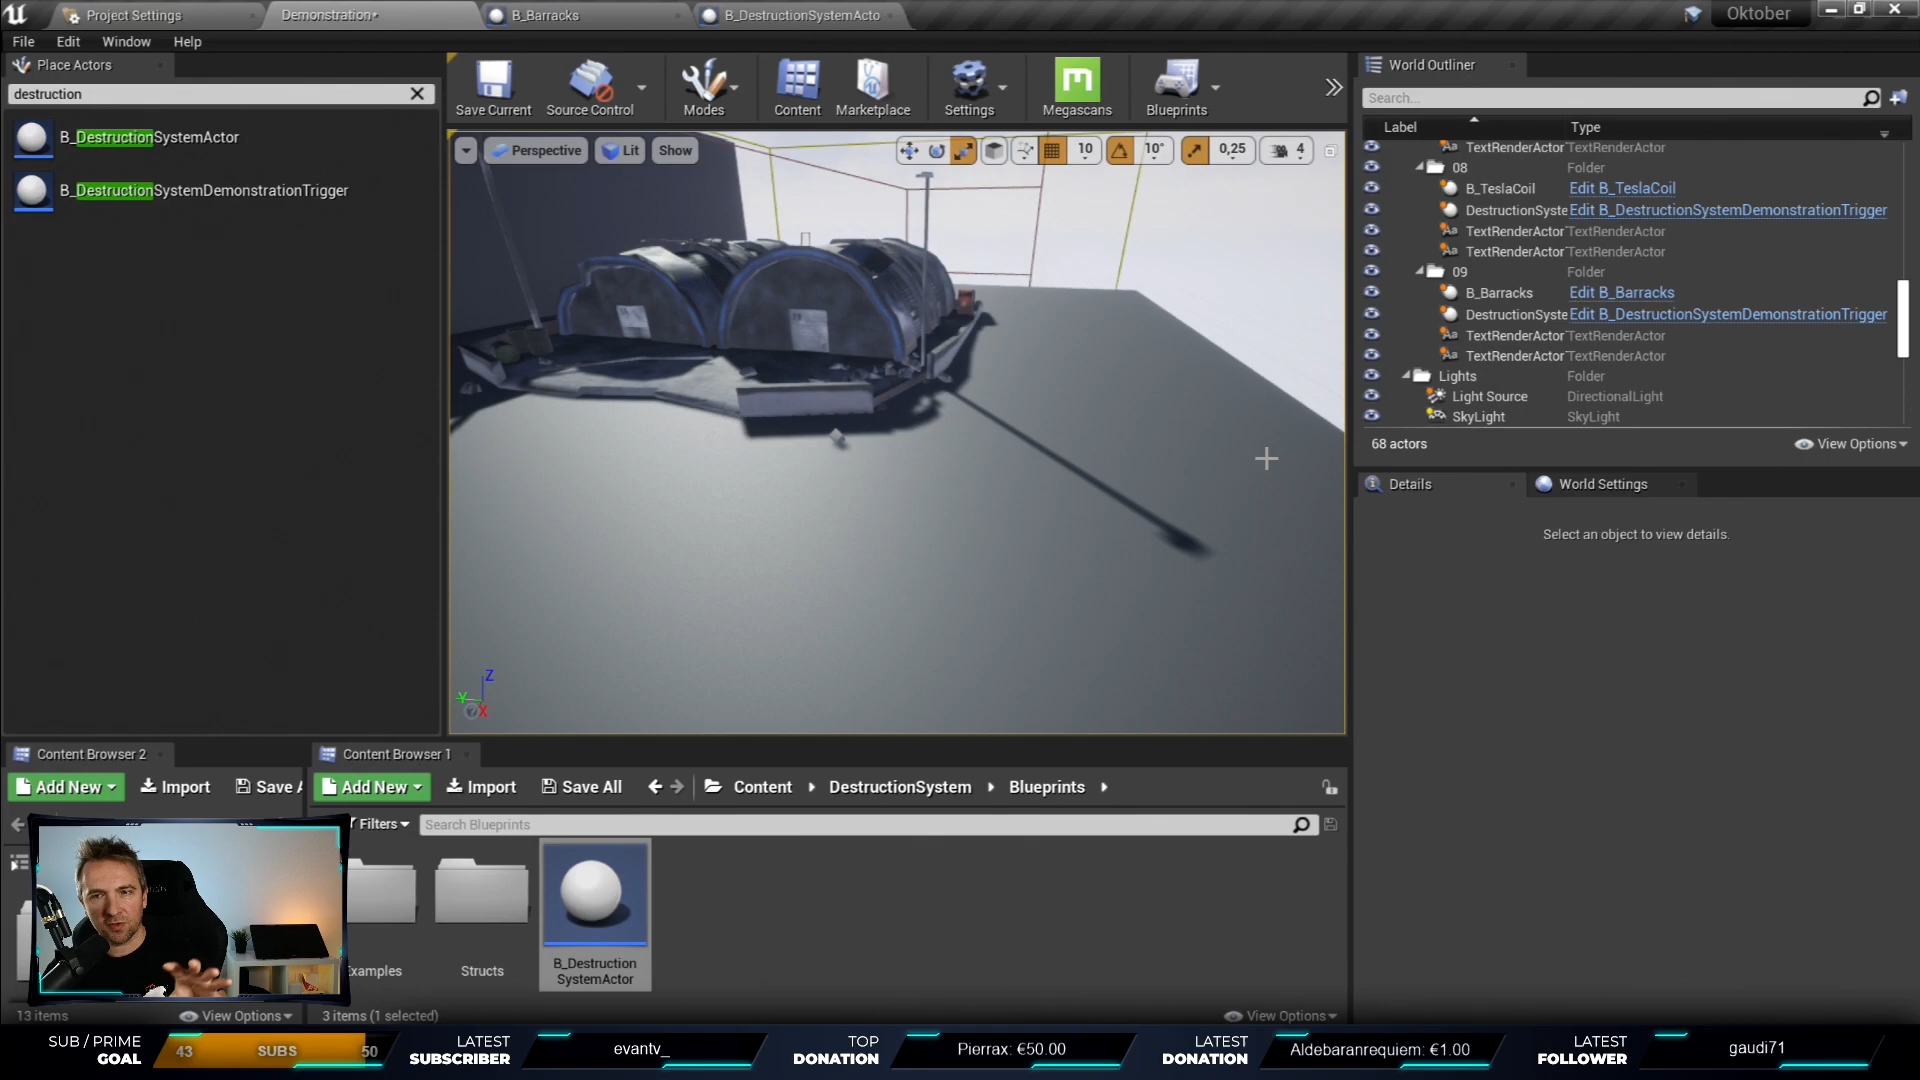 Project Settings
Demonstration*
B_Barracks
B_DestructionSystemActo
Oktober
File
Edit
Window
Help
Place Actors
destruction
B_DestructionSystemActor
B_DestructionSystemDemonstrationTrigger
Save Current
Source Control
Modes
Content
Marketplace
Settings
Megascans
Blueprints
Perspective
Lit
Show
10
10°
0,25
4
Z
Y
X
World Outliner
Search...
Label
Type
TextRenderActor TextRenderActor
08 Folder
B_TeslaCoil Edit B_TeslaCoil
DestructionSyste Edit B_DestructionSystemDemonstrationTrigger
TextRenderActor TextRenderActor
TextRenderActor TextRenderActor
09 Folder
B_Barracks Edit B_Barracks
DestructionSyste Edit B_DestructionSystemDemonstrationTrigger
TextRenderActor TextRenderActor
TextRenderActor TextRenderActor
Lights Folder
Light Source DirectionalLight
SkyLight SkyLight
68 actors
View Options
Details
World Settings
Select an object to view details.
Content Browser 2
Add New
Import
Save A
13 items
View Options
Content Browser 1
Add New
Import
Save All
Content
DestructionSystem
Blueprints
Filters
Search Blueprints
Examples
Structs
B_Destruction
SystemActor
3 items (1 selected)
View Options
SUB / PRIME
GOAL
43
SUBS
50
LATEST
SUBSCRIBER
evantv_
TOP
DONATION
Pierrax: €50.00
LATEST
DONATION
Aldebaranrequiem: €1.00
LATEST
FOLLOWER
gaudi71